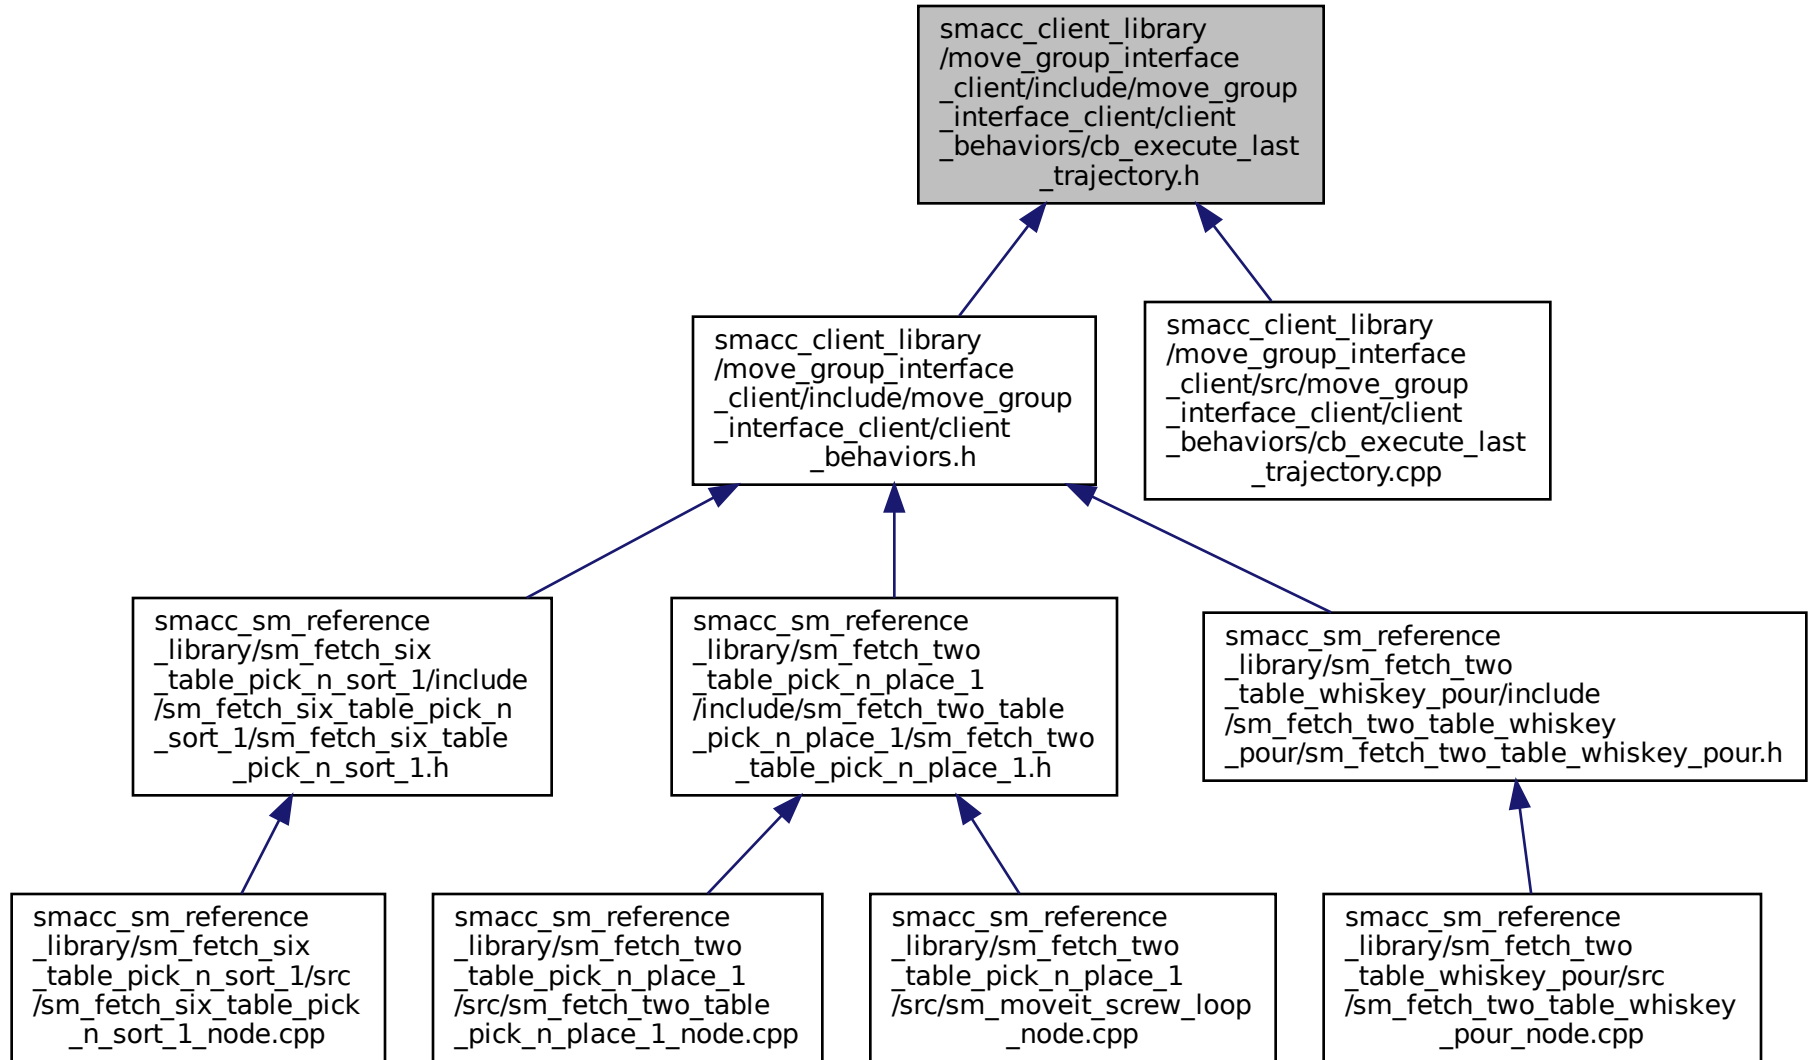 smacc_client_library
/move_group_interface
_client/include/move_group
_interface_client/client
_behaviors/cb_execute_last
_trajectory.h
smacc_client_library
/move_group_interface
_client/include/move_group
_interface_client/client
_behaviors.h
smacc_client_library
/move_group_interface
_client/src/move_group
_interface_client/client
_behaviors/cb_execute_last
_trajectory.cpp
smacc_sm_reference
_library/sm_fetch_six
_table_pick_n_sort_1/include
/sm_fetch_six_table_pick_n
_sort_1/sm_fetch_six_table
_pick_n_sort_1.h
smacc_sm_reference
_library/sm_fetch_two
_table_pick_n_place_1
/include/sm_fetch_two_table
_pick_n_place_1/sm_fetch_two
_table_pick_n_place_1.h
smacc_sm_reference
_library/sm_fetch_two
_table_whiskey_pour/include
/sm_fetch_two_table_whiskey
_pour/sm_fetch_two_table_whiskey_pour.h
smacc_sm_reference
_library/sm_fetch_six
_table_pick_n_sort_1/src
/sm_fetch_six_table_pick
_n_sort_1_node.cpp
smacc_sm_reference
_library/sm_fetch_two
_table_pick_n_place_1
/src/sm_fetch_two_table
_pick_n_place_1_node.cpp
smacc_sm_reference
_library/sm_fetch_two
_table_pick_n_place_1
/src/sm_moveit_screw_loop
_node.cpp
smacc_sm_reference
_library/sm_fetch_two
_table_whiskey_pour/src
/sm_fetch_two_table_whiskey
_pour_node.cpp